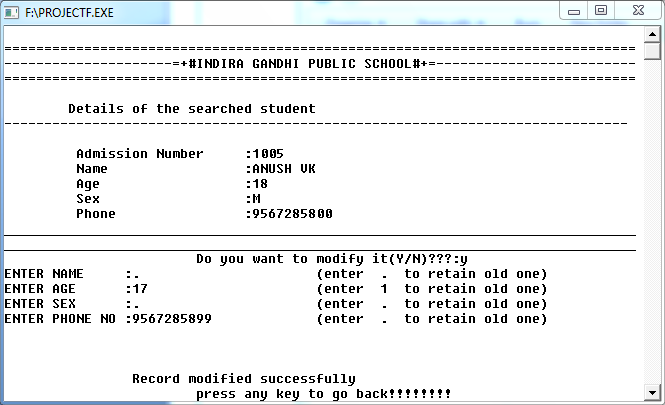 F:\PROJECTF.EXE
================================================================================
---------------------=+#INDIRA GANDHI PUBLIC SCHOOL#+=-------------------------
================================================================================
Details of the searched student
------------------------------------------------------------------------------
Admission Number :1005
Name :ANUSH VK
Age :18
Sex :M
Phone :9567285800
Do you want to modify it(Y/N)???:y
ENTER NAME :. (enter . to retain old one)
ENTER AGE :17 (enter 1 to retain old one)
ENTER SEX :. (enter . to retain old one)
ENTER PHONE NO :9567285899 (enter . to retain old one)
Record modified successfully
press any key to go back!!!!!!!!